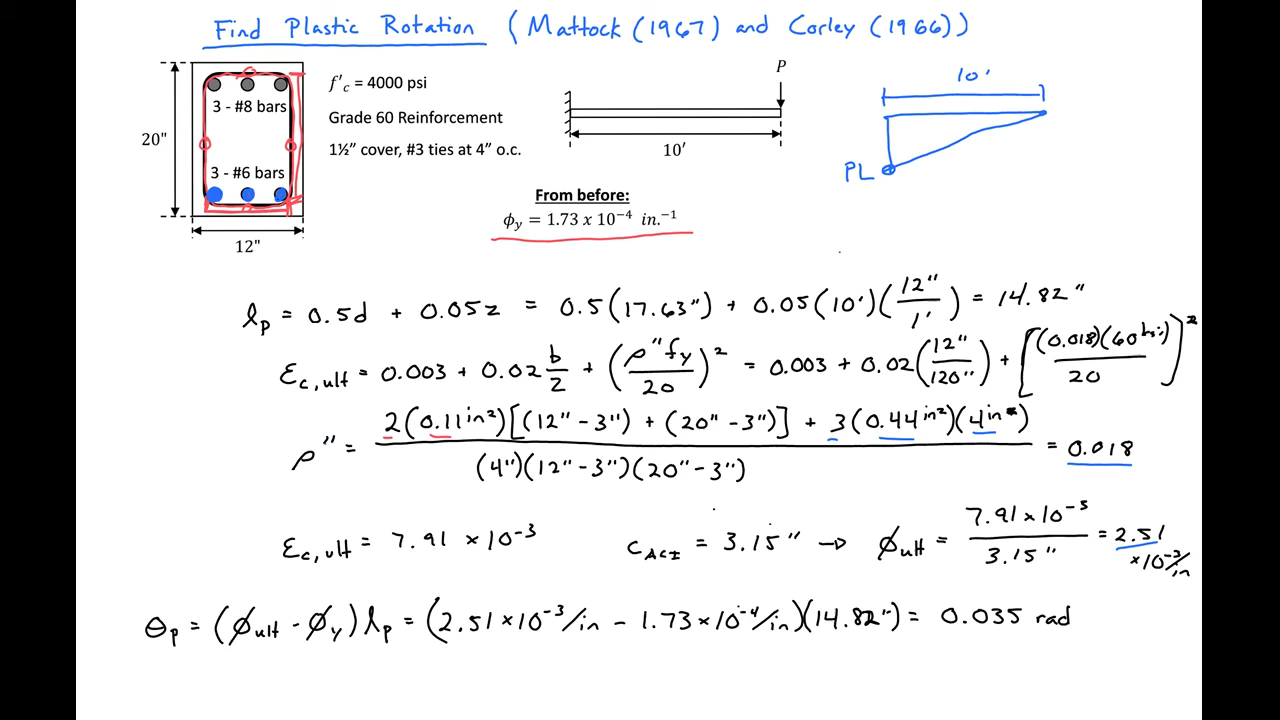 Find Plastic Rotation (Mattock (1967) and Corley (1966))
3 - #8 bars
3 - #6 bars
20"
12"
f'c = 4000 psi
Grade 60 Reinforcement
1½" cover, #3 ties at 4" o.c.
P
10′
From before:
ϕy = 1.73 x 10⁻⁴ in.⁻¹
10'
PL
lp = 0.5d + 0.05z = 0.5(17.63") + 0.05(10')(12"/1') = 14.82"
εc,ult = 0.003 + 0.02 b/z + (ρ"fy/20)² = 0.003 + 0.02(12"/120") + [(0.018)(60 ksi)/20]²
ρ" = 2(0.11in²)[(12"-3") + (20"-3")] + 3(0.44in²)(4in) / (4")(12"-3")(20"-3") = 0.018
εc,ult = 7.91 x 10⁻³ cACI = 3.15" → ϕult = 7.91 x 10⁻³/3.15" = 2.51 x10⁻³/in
θp = (ϕult - ϕy) lp = (2.51 x10⁻³/in - 1.73 x10⁻⁴/in)(14.82") = 0.035 rad